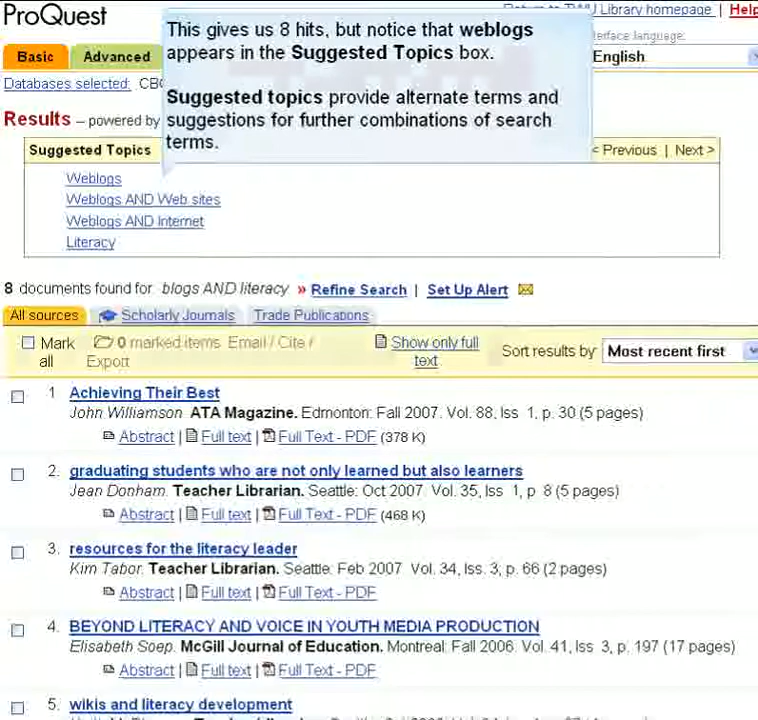 ProQuest
Return to TWU Library homepage | Help
This gives us 8 hits, but notice that weblogs
appears in the Suggested Topics box.
Suggested topics provide alternate terms and
suggestions for further combinations of search
terms.
Interface language:
Basic Advanced English
Databases selected: CBC
Results – powered by
Suggested Topics < Previous | Next >
Weblogs
Weblogs AND Web sites
Weblogs AND Internet
Literacy
8 documents found for: blogs AND literacy » Refine Search | Set Up Alert
All sources Scholarly Journals Trade Publications
Mark all 0 marked items: Email / Cite / Export Show only full text Sort results by: Most recent first
1. Achieving Their Best
John Williamson. ATA Magazine. Edmonton: Fall 2007. Vol. 88, Iss. 1; p. 30 (5 pages)
Abstract | Full text | Full Text - PDF (378 K)
2. graduating students who are not only learned but also learners
Jean Donham. Teacher Librarian. Seattle: Oct 2007. Vol. 35, Iss. 1; p. 8 (5 pages)
Abstract | Full text | Full Text - PDF (468 K)
3. resources for the literacy leader
Kim Tabor. Teacher Librarian. Seattle: Feb 2007. Vol. 34, Iss. 3; p. 66 (2 pages)
Abstract | Full text | Full Text - PDF
4. BEYOND LITERACY AND VOICE IN YOUTH MEDIA PRODUCTION
Elisabeth Soep. McGill Journal of Education. Montreal: Fall 2006. Vol. 41, Iss. 3; p. 197 (17 pages)
Abstract | Full text | Full Text - PDF
5. wikis and literacy development